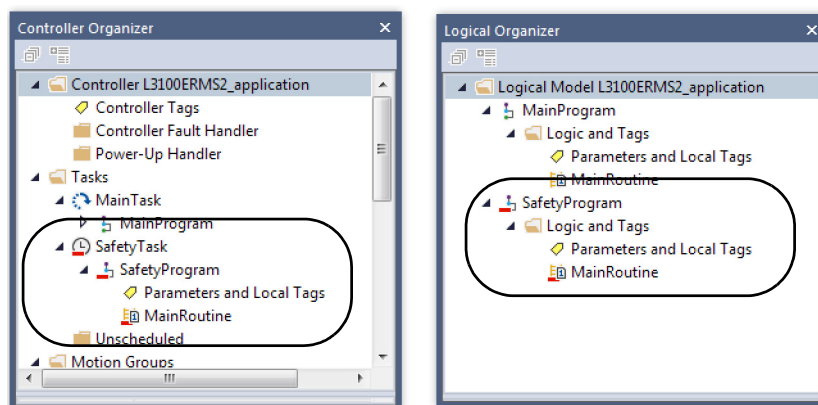 Controller Organizer
Controller L3100ERMS2_application
Controller Tags
Controller Fault Handler
Power-Up Handler
Tasks
MainTask
MainProgram
SafetyTask
SafetyProgram
Parameters and Local Tags
MainRoutine
Unscheduled
Motion Groups
Logical Organizer
Logical Model L3100ERMS2_application
MainProgram
Logic and Tags
Parameters and Local Tags
MainRoutine
SafetyProgram
Logic and Tags
Parameters and Local Tags
MainRoutine